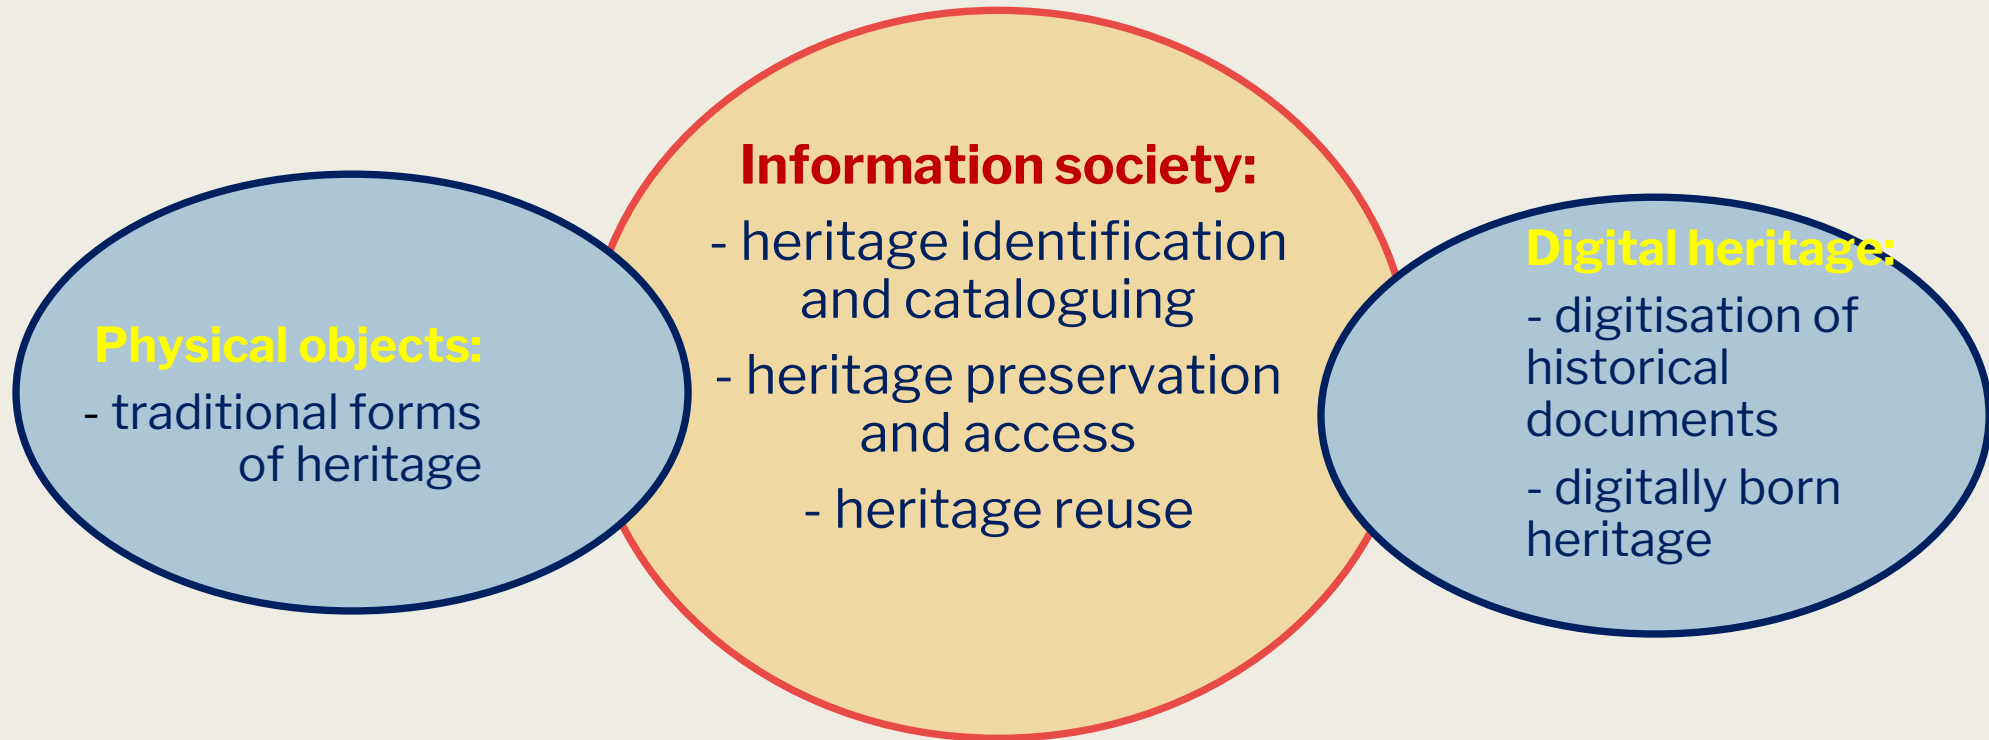 Physical objects:
- traditional forms
of heritage
Information society:
- heritage identification
and cataloguing
- heritage preservation
and access
- heritage reuse
Digital heritage:
- digitisation of
historical
documents
- digitally born
heritage